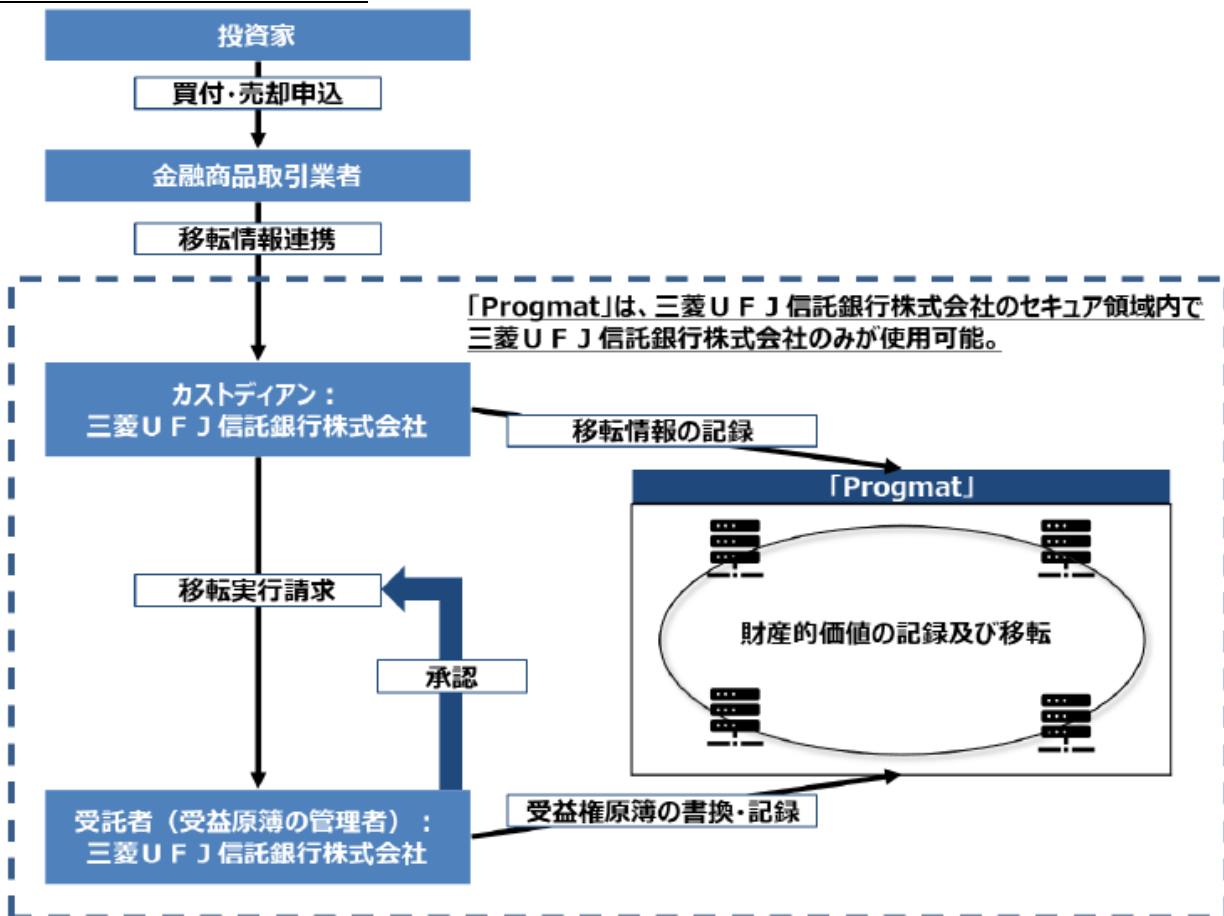 投資家
買付・売却申込
金融商品取引業者
移転情報連携
「Progmat」は、三菱ＵＦＪ信託銀行株式会社のセキュア領域内で
三菱ＵＦＪ信託銀行株式会社のみが使用可能。
カストディアン：
三菱ＵＦＪ信託銀行株式会社
移転情報の記録
「Progmat」
移転実行請求
財産的価値の記録及び移転
承認
受託者（受益原簿の管理者）：
三菱ＵＦＪ信託銀行株式会社
受益権原簿の書換・記録